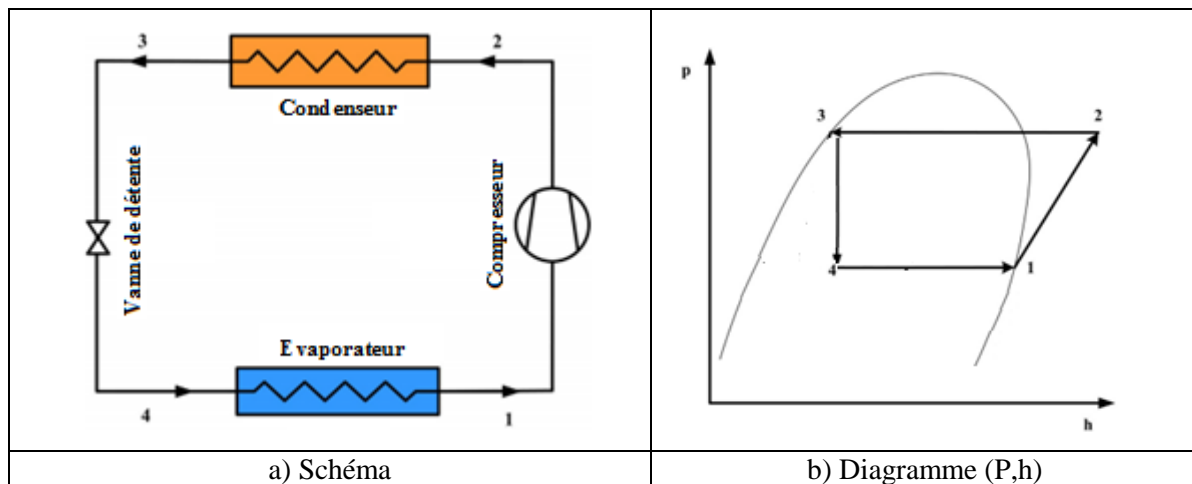 3
2
Condenseur
Vanne de détente
Compresseur
Evaporateur
4
1
p
3
2
4
1
h
a) Schéma
b) Diagramme (P,h)